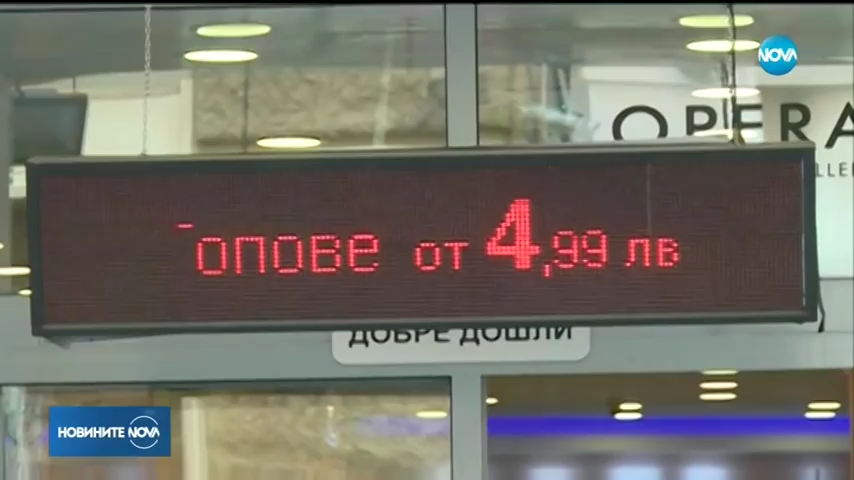 NOVA
OPERA
опове от 4,99 лв
ДОБРЕ ДОШЛИ
НОВИНИТЕ NOVA